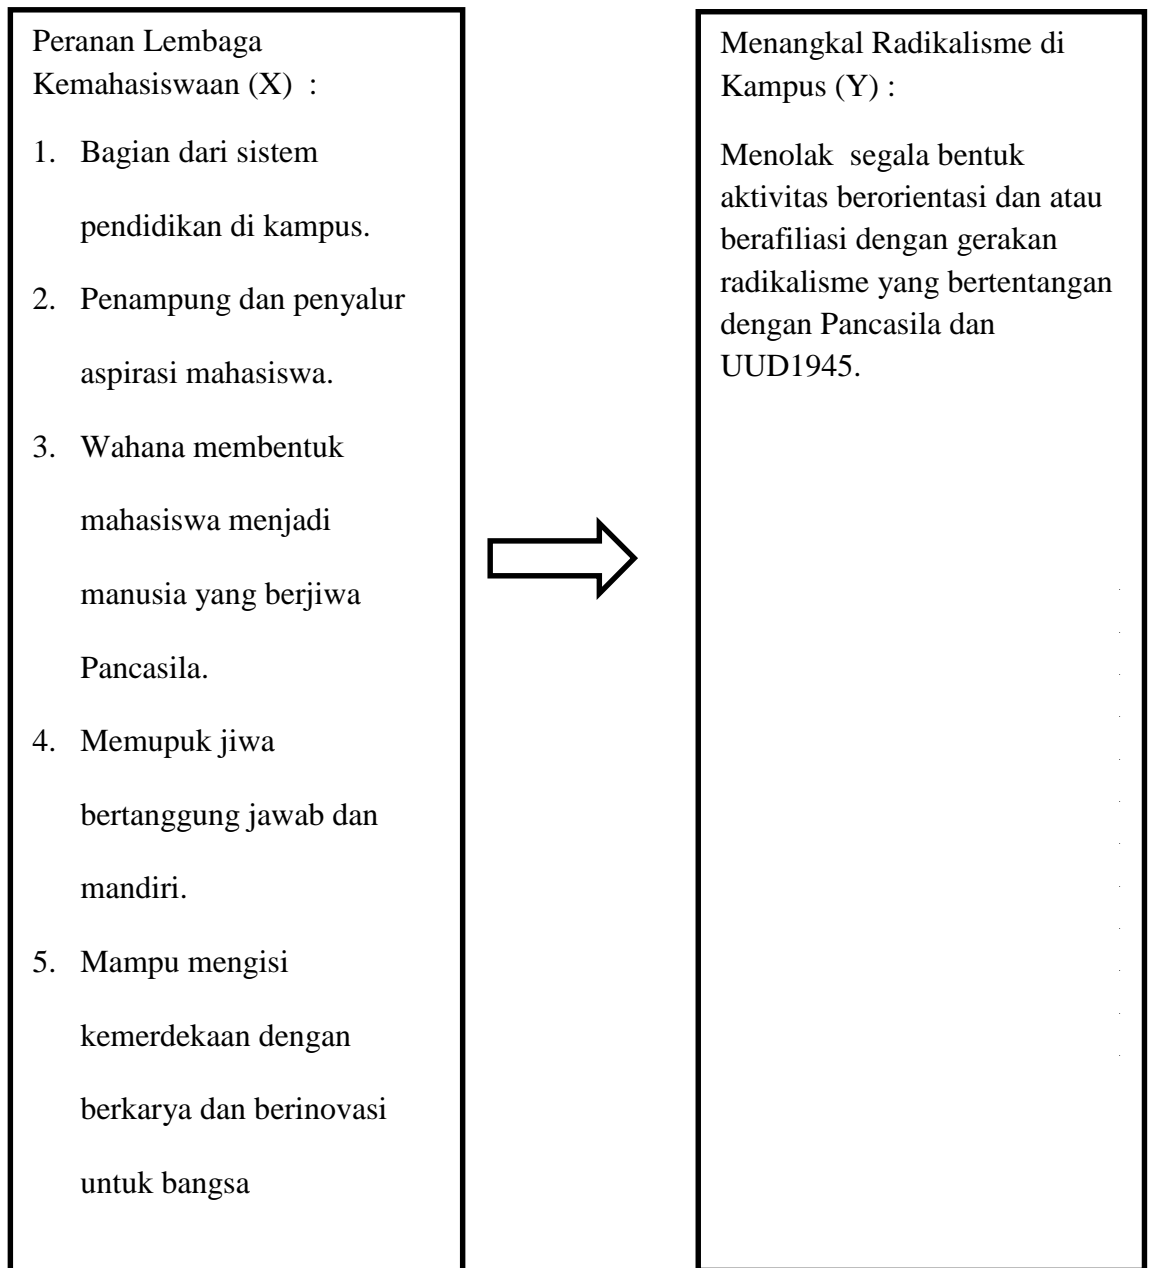 Peranan Lembaga
Kemahasiswaan (X)  :
1. Bagian dari sistem
pendidikan di kampus.
2. Penampung dan penyalur
aspirasi mahasiswa.
3. Wahana membentuk
mahasiswa menjadi
manusia yang berjiwa
Pancasila.
4. Memupuk jiwa
bertanggung jawab dan
mandiri.
5. Mampu mengisi
kemerdekaan dengan
berkarya dan berinovasi
untuk bangsa
Menangkal Radikalisme di
Kampus (Y) :
Menolak  segala bentuk
aktivitas berorientasi dan atau
berafiliasi dengan gerakan
radikalisme yang bertentangan
dengan Pancasila dan
UUD1945.